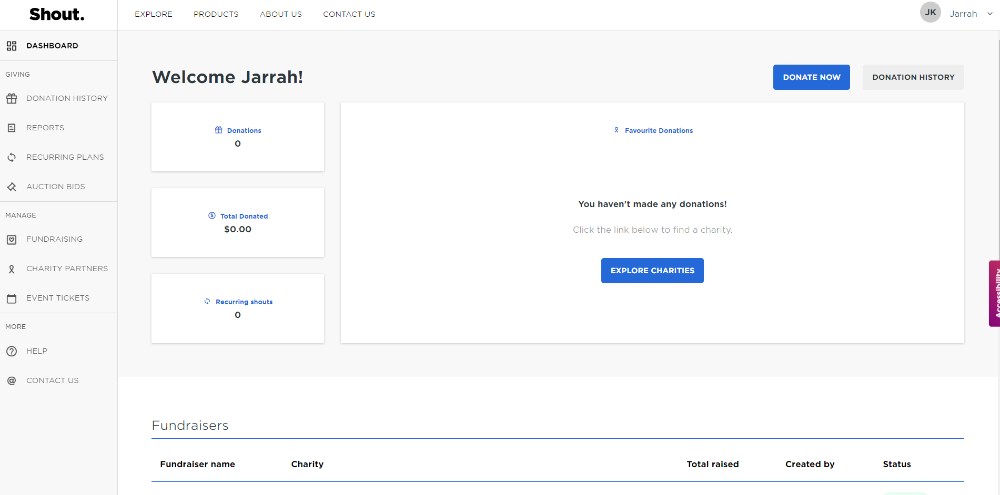 Shout.
EXPLORE
PRODUCTS
ABOUT US
CONTACT US
JK
Jarrah
DASHBOARD
GIVING
DONATION HISTORY
REPORTS
RECURRING PLANS
AUCTION BIDS
MANAGE
FUNDRAISING
CHARITY PARTNERS
EVENT TICKETS
MORE
HELP
CONTACT US
Welcome Jarrah!
DONATE NOW
DONATION HISTORY
Donations
0
Total Donated
$0.00
Recurring shouts
0
Favourite Donations
You haven't made any donations!
Click the link below to find a charity.
EXPLORE CHARITIES
Accessibility
Fundraisers
Fundraiser name
Charity
Total raised
Created by
Status